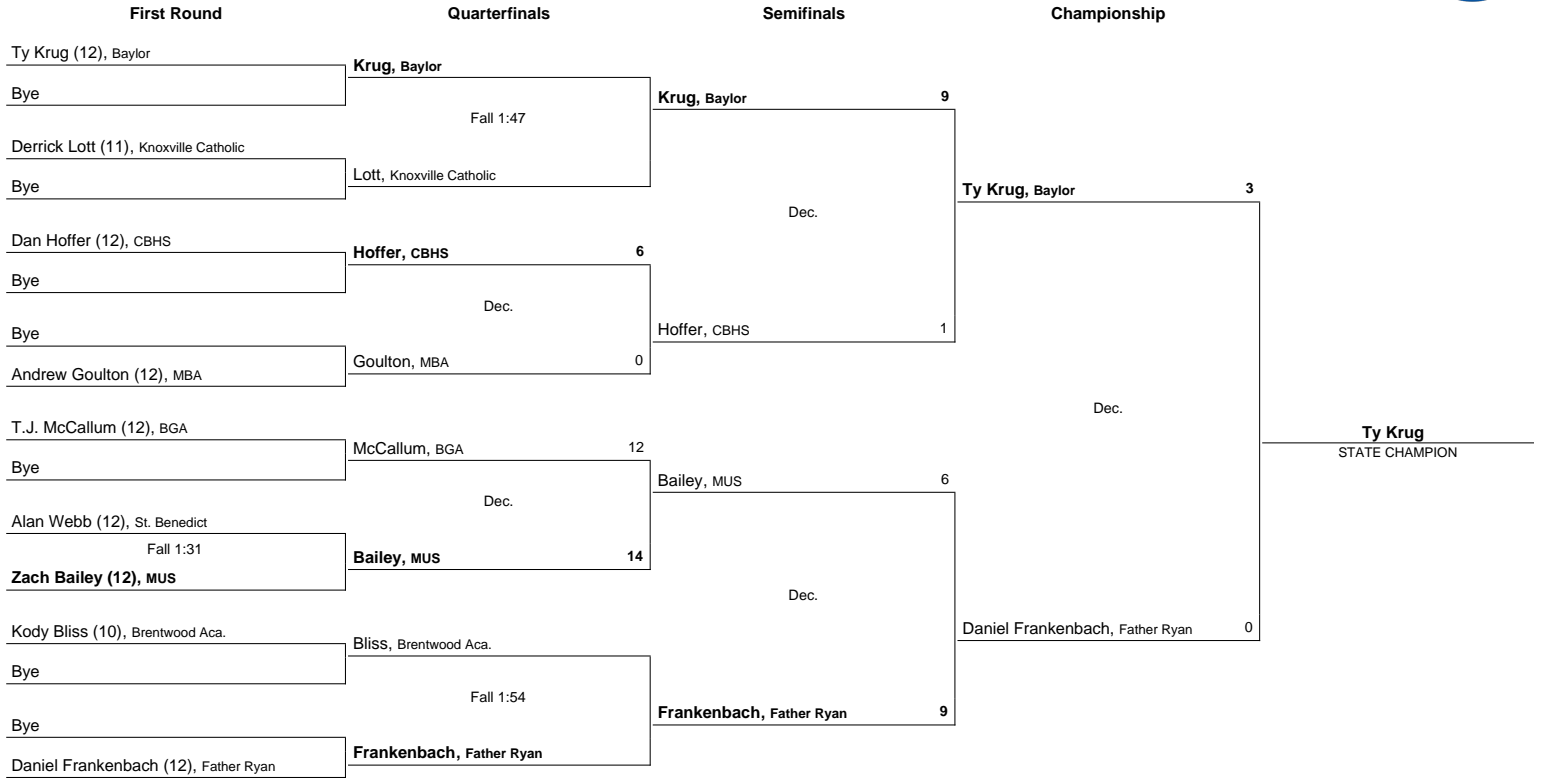 First Round
Quarterfinals
Semifinals
Championship
Ty Krug (12), Baylor
Bye
Derrick Lott (11), Knoxville Catholic
Bye
Dan Hoffer (12), CBHS
Bye
Bye
Andrew Goulton (12), MBA
T.J. McCallum (12), BGA
Bye
Alan Webb (12), St. Benedict
Fall 1:31
Zach Bailey (12), MUS
Kody Bliss (10), Brentwood Aca.
Bye
Bye
Daniel Frankenbach (12), Father Ryan
Krug, Baylor
Fall 1:47
Lott, Knoxville Catholic
Hoffer, CBHS 6
Dec.
Goulton, MBA 0
McCallum, BGA 12
Dec.
Bailey, MUS 14
Bliss, Brentwood Aca.
Fall 1:54
Frankenbach, Father Ryan
Krug, Baylor 9
Dec.
Hoffer, CBHS 1
Bailey, MUS 6
Dec.
Frankenbach, Father Ryan 9
Ty Krug, Baylor 3
Dec.
Daniel Frankenbach, Father Ryan 0
Ty Krug
STATE CHAMPION